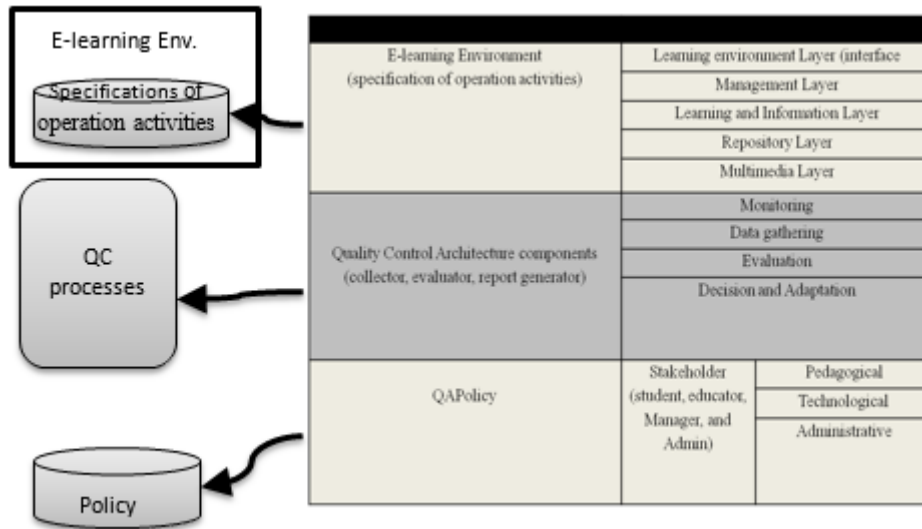 E-learning Env.
Specifications of
operation activities
QC
processes
Policy
E-learning Environment
(specification of operation activities)
Learning environment Layer (interface
Management Layer
Learning and Information Layer
Repository Layer
Multimedia Layer
Quality Control Architecture components
(collector, evaluator, report generator)
Monitoring
Data gathering
Evaluation
Decision and Adaptation
QAPolicy
Stakeholder
(student, educator,
Manager, and
Admin)
Pedagogical
Technological
Administrative